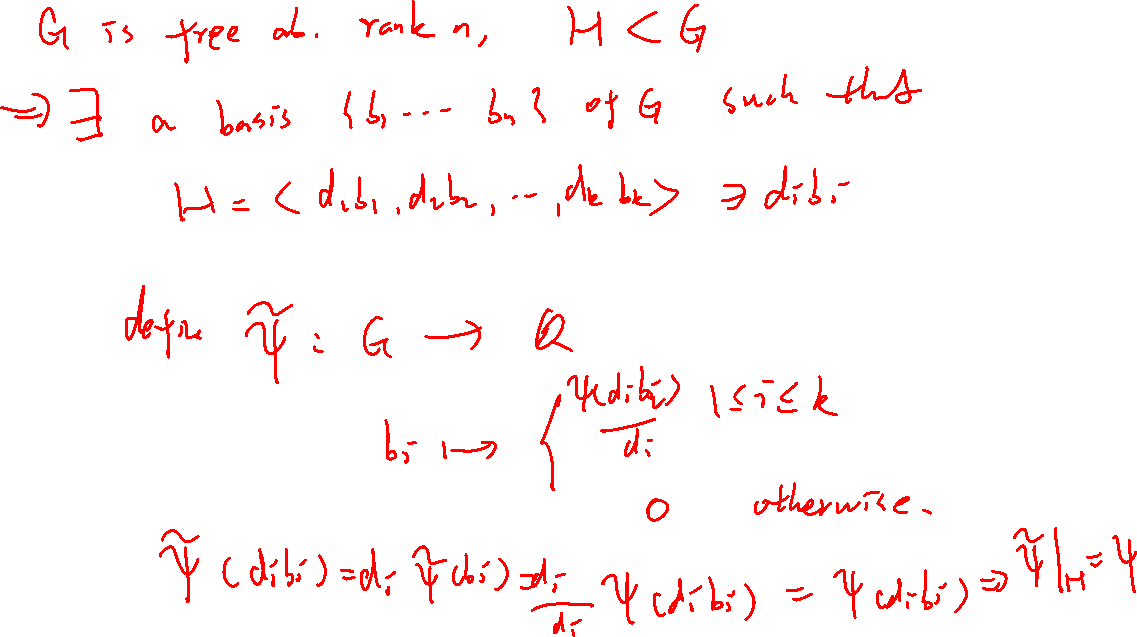 G is free ab. rank n, H < G
⇒ ∃ a basis {b₁ ⋯ bₙ} of G such that
H = < d₁b₁, d₂b₂, ⋯, dₖbₖ > ∋ dᵢbᵢ
define ψ̃ : G → Q
bᵢ ↦ { ψ(dᵢbᵢ)/dᵢ 1 ≤ i ≤ k
0 otherwise.
ψ̃(dᵢbᵢ) = dᵢ ψ̃(bᵢ) = dᵢ/dᵢ ψ(dᵢbᵢ) = ψ(dᵢbᵢ) ⇒ ψ̃|_H = ψ